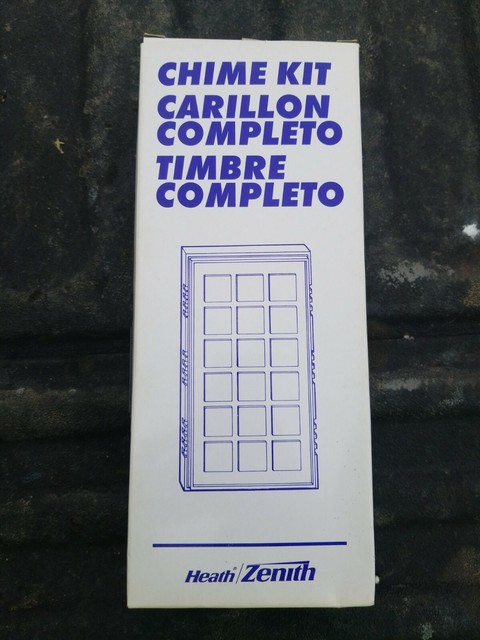 CHIME KIT
CARILLON
COMPLETO
TIMBRE
COMPLETO
Heath®/Zenith